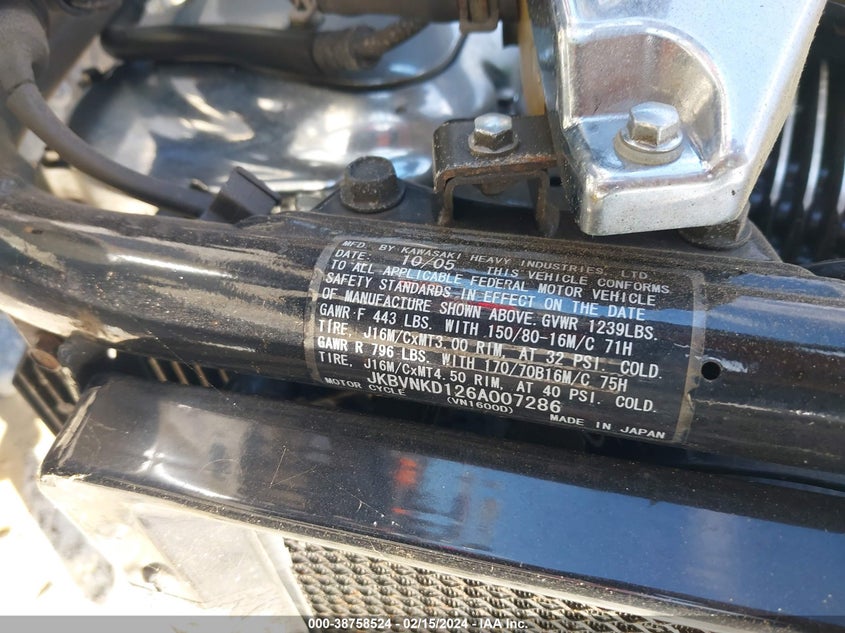 MFD. BY KAWASAKI HEAVY INDUSTRIES, LTD.
DATE: 10/05 THIS VEHICLE CONFORMS
TO ALL APPLICABLE FEDERAL MOTOR VEHICLE
SAFETY STANDARDS IN EFFECT ON THE DATE
OF MANUFACTURE SHOWN ABOVE. GVWR 1239LBS.
GAWR F 443 LBS. WITH 150/80-16M/C 71H
TIRE, J16M/CxMT3.00 RIM, AT 32 PSI. COLD.
GAWR R 796 LBS. WITH 170/70B16M/C 75H
TIRE, J16M/CxMT4.50 RIM, AT 40 PSI. COLD.
JKBVNKD126A007286
MOTOR CYCLE (VN1600D) MADE IN JAPAN
000-38758524 - 02/15/2024 - IAAI.COM